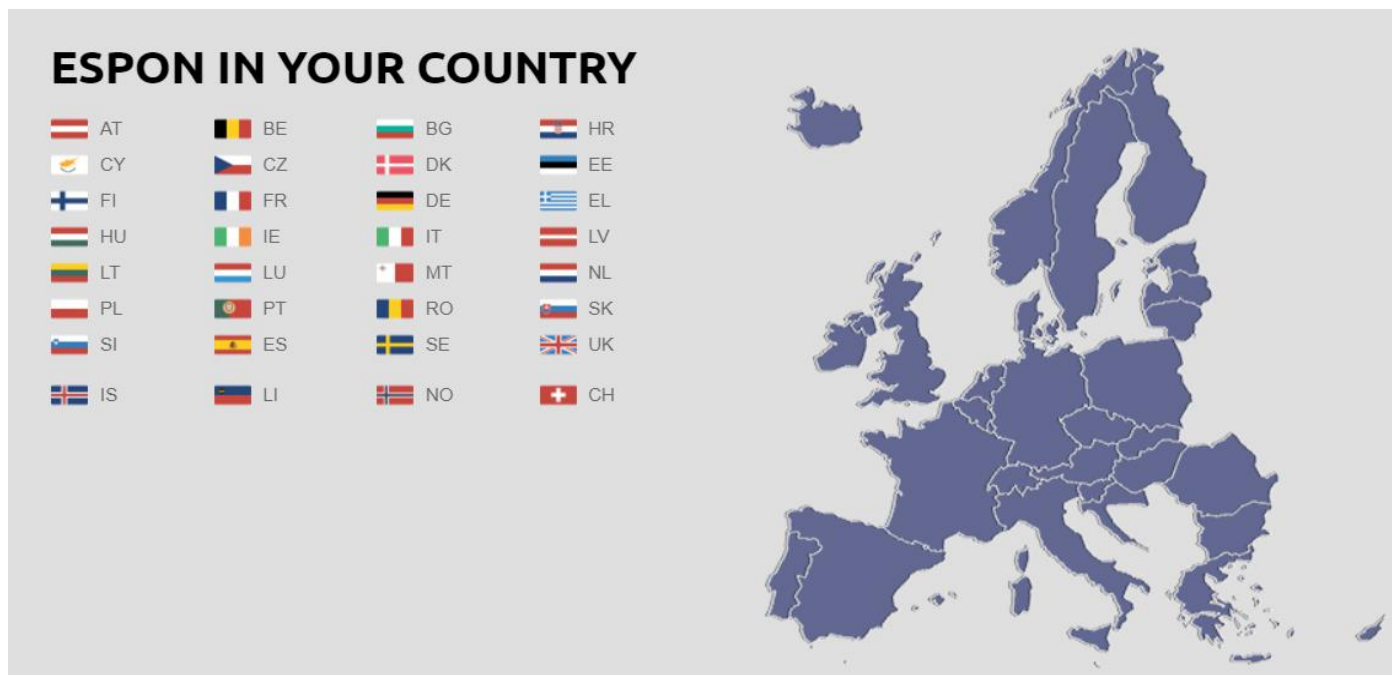 ESPON IN YOUR COUNTRY
AT BE BG HR
CY CZ DK EE
FI FR DE EL
HU IE IT LV
LT LU MT NL
PL PT RO SK
SI ES SE UK
IS LI NO CH